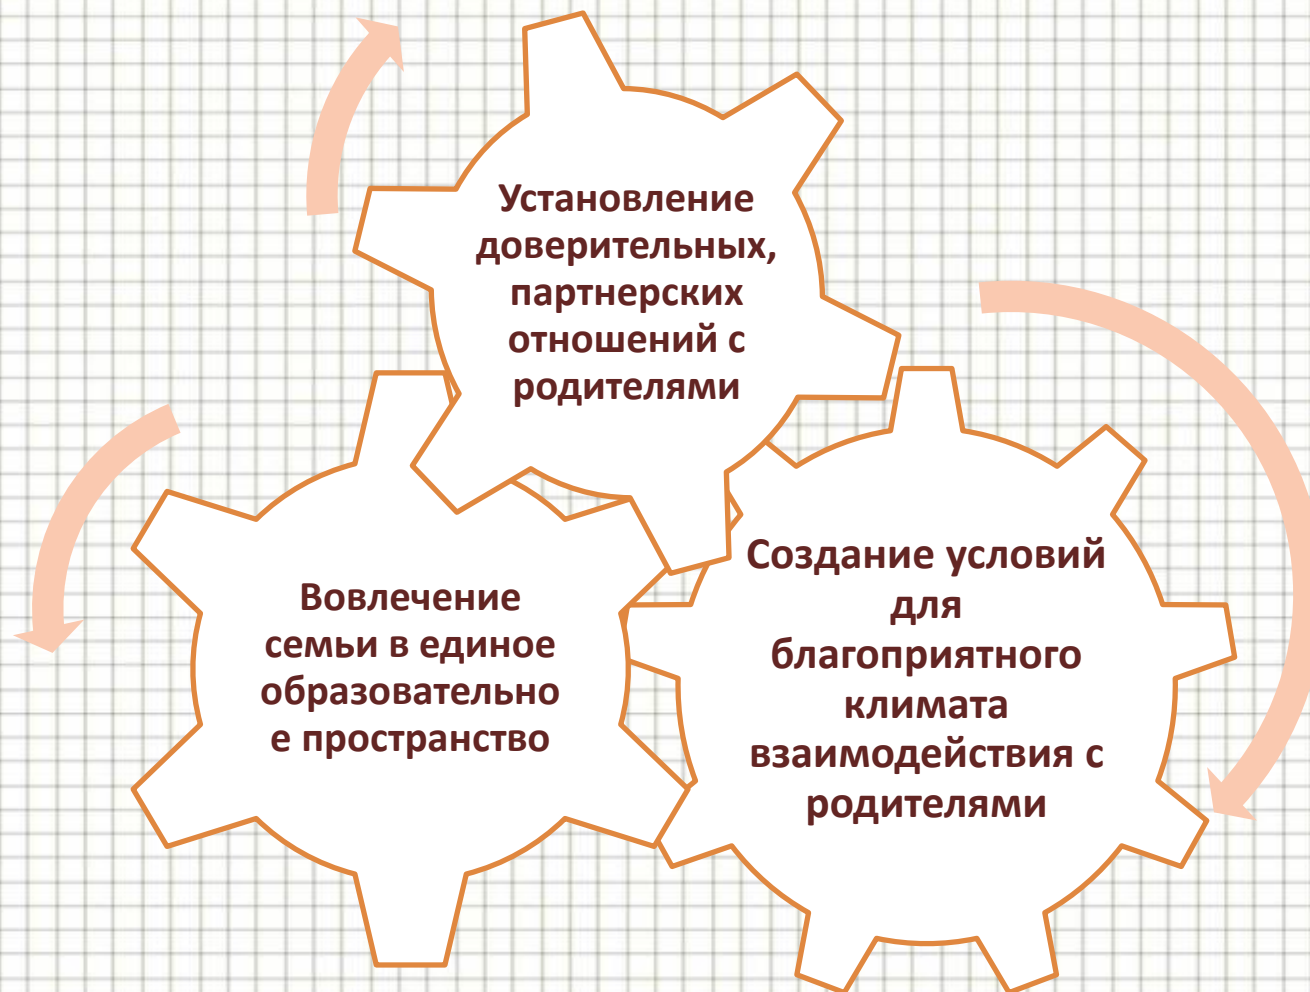 Установление
доверительных,
партнерских
отношений с
родителями
Вовлечение
семьи в единое
образовательно
е пространство
Создание условий
для
благоприятного
климата
взаимодействия с
родителями